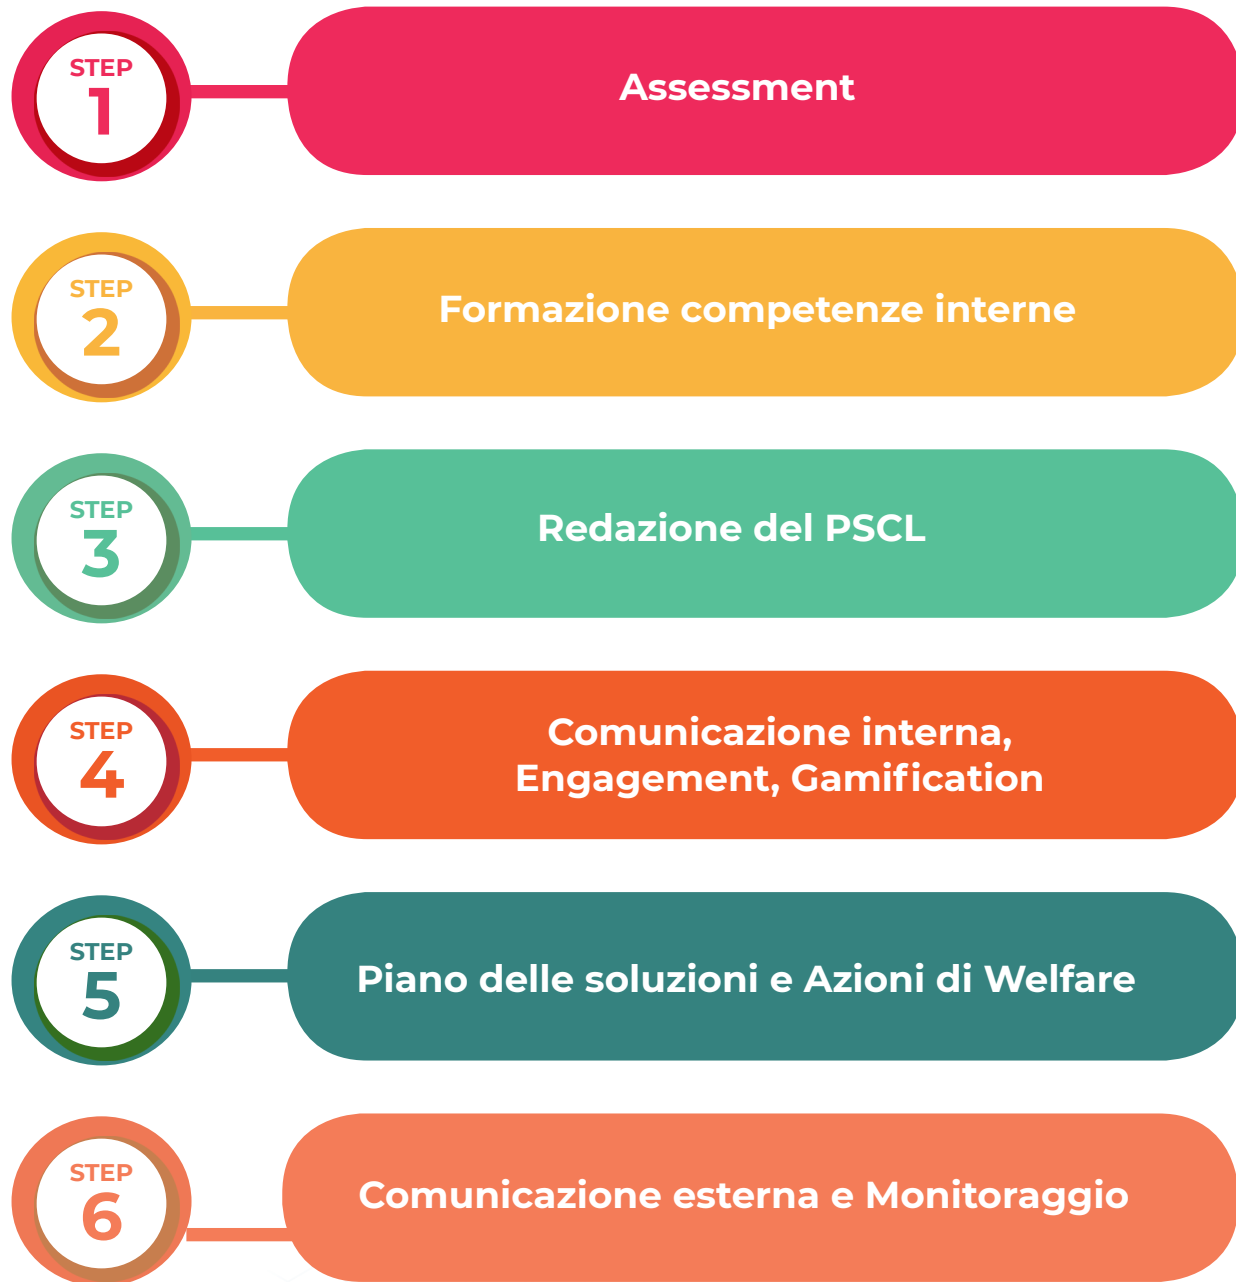 STEP
1
Assessment
STEP
2
Formazione competenze interne
STEP
3
Redazione del PSCL
STEP
4
Comunicazione interna,
Engagement, Gamification
STEP
5
Piano delle soluzioni e Azioni di Welfare
STEP
6
Comunicazione esterna e Monitoraggio